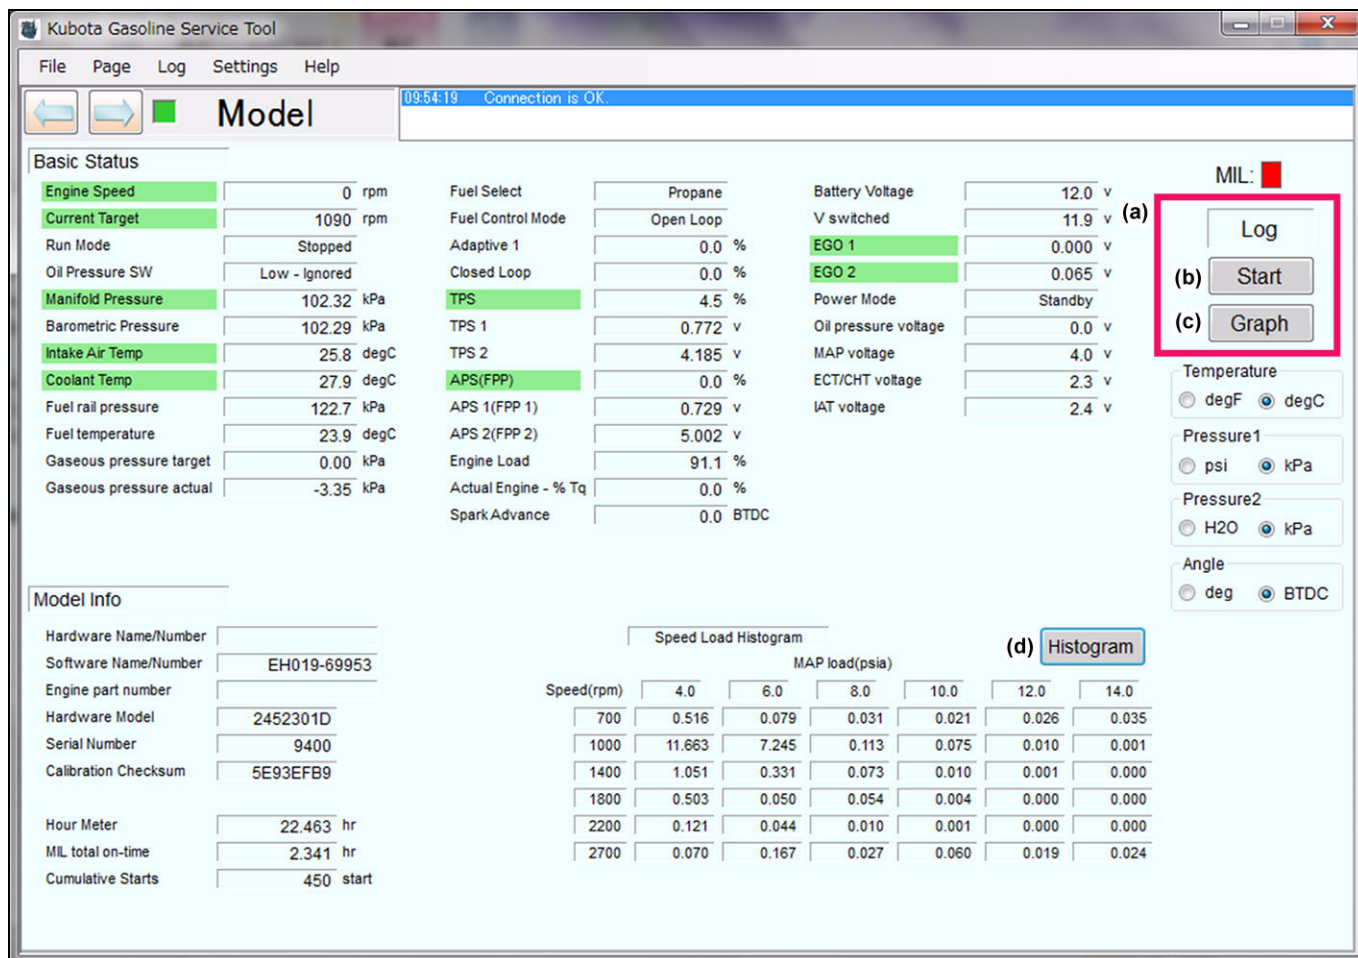 Kubota Gasoline Service Tool
File Page Log Settings Help
Model
09:54:19 Connection is OK.
Basic Status
Engine Speed 0 rpm
Current Target 1090 rpm
Run Mode Stopped
Oil Pressure SW Low - Ignored
Manifold Pressure 102.32 kPa
Barometric Pressure 102.29 kPa
Intake Air Temp 25.8 degC
Coolant Temp 27.9 degC
Fuel rail pressure 122.7 kPa
Fuel temperature 23.9 degC
Gaseous pressure target 0.00 kPa
Gaseous pressure actual -3.35 kPa
Fuel Select Propane
Fuel Control Mode Open Loop
Adaptive 1 0.0 %
Closed Loop 0.0 %
TPS 4.5 %
TPS 1 0.772 v
TPS 2 4.185 v
APS(FPP) 0.0 %
APS 1(FPP 1) 0.729 v
APS 2(FPP 2) 5.002 v
Engine Load 91.1 %
Actual Engine - % Tq 0.0 %
Spark Advance 0.0 BTDC
Battery Voltage 12.0 v
V switched 11.9 v
EGO 1 0.000 v
EGO 2 0.065 v
Power Mode Standby
Oil pressure voltage 0.0 v
MAP voltage 4.0 v
ECT/CHT voltage 2.3 v
IAT voltage 2.4 v
MIL:
(a)
Log
(b) Start
(c) Graph
Temperature
degF degC
Pressure1
psi kPa
Pressure2
H2O kPa
Angle
deg BTDC
Model Info
Hardware Name/Number
Software Name/Number EH019-69953
Engine part number
Hardware Model 2452301D
Serial Number 9400
Calibration Checksum 5E93EFB9
Hour Meter 22.463 hr
MIL total on-time 2.341 hr
Cumulative Starts 450 start
Speed Load Histogram
(d) Histogram
MAP load(psia)
Speed(rpm) 4.0 6.0 8.0 10.0 12.0 14.0
700 0.516 0.079 0.031 0.021 0.026 0.035
1000 11.663 7.245 0.113 0.075 0.010 0.001
1400 1.051 0.331 0.073 0.010 0.001 0.000
1800 0.503 0.050 0.054 0.004 0.000 0.000
2200 0.121 0.044 0.010 0.001 0.000 0.000
2700 0.070 0.167 0.027 0.060 0.019 0.024